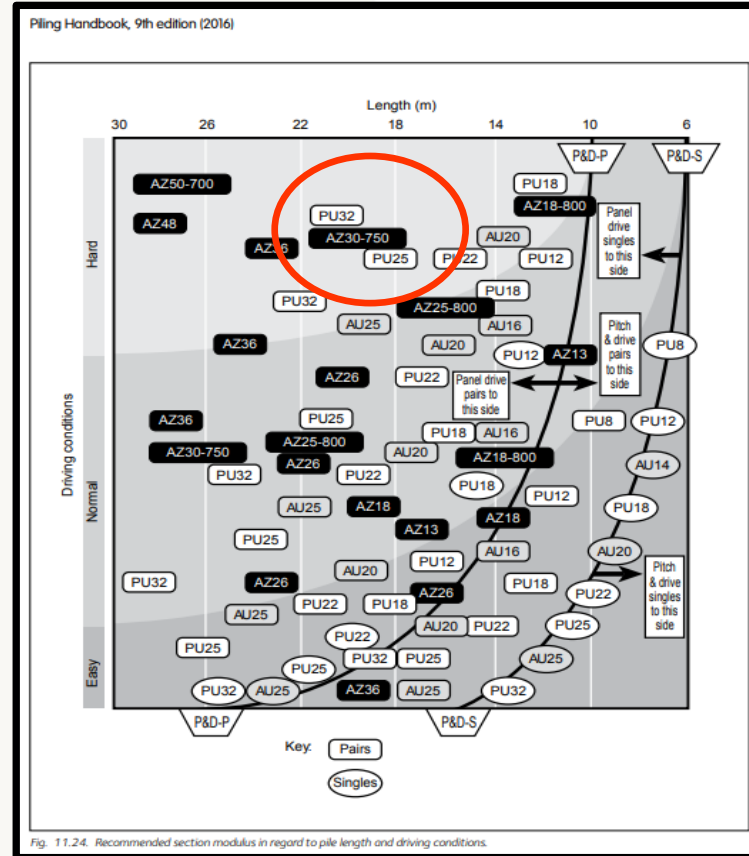 Piling Handbook, 9th edition (2016)
Length (m)
30 26 22 18 14 10 6
P&D-P P&D-S
PU18
AZ50-700
AZ18-800
PU32
AZ48
AZ30-750
AU20
AZ36
PU25
PU22
PU12
Panel
drive
singles
to this
side
PU18
PU32
AZ25-800
AU25
AU16
AZ36
AU20
PU12
AZ13
PU8
Pitch
& drive
pairs
to this
side
AZ26
PU22
Panel drive
pairs to
this side
AZ36
PU25
PU8
PU12
AZ25-800
PU18
AU16
AZ30-750
AU20
AZ18-800
AZ26
AU14
PU32
PU22
PU18
PU12
AU25
AZ18
PU18
AZ13
AZ18
PU25
AU16
AU20
PU12
AU20
PU32
AZ26
PU18
AZ26
PU22
Pitch
& drive
singles
to this
side
PU22
PU18
AU25
AU20
PU22
PU25
PU22
PU25
PU32
PU25
AU25
PU25
PU32
AU25
AZ36
AU25
PU32
P&D-P P&D-S
Driving conditions
Hard
Normal
Easy
Key: Pairs
Singles
Fig. 11.24. Recommended section modulus in regard to pile length and driving conditions.